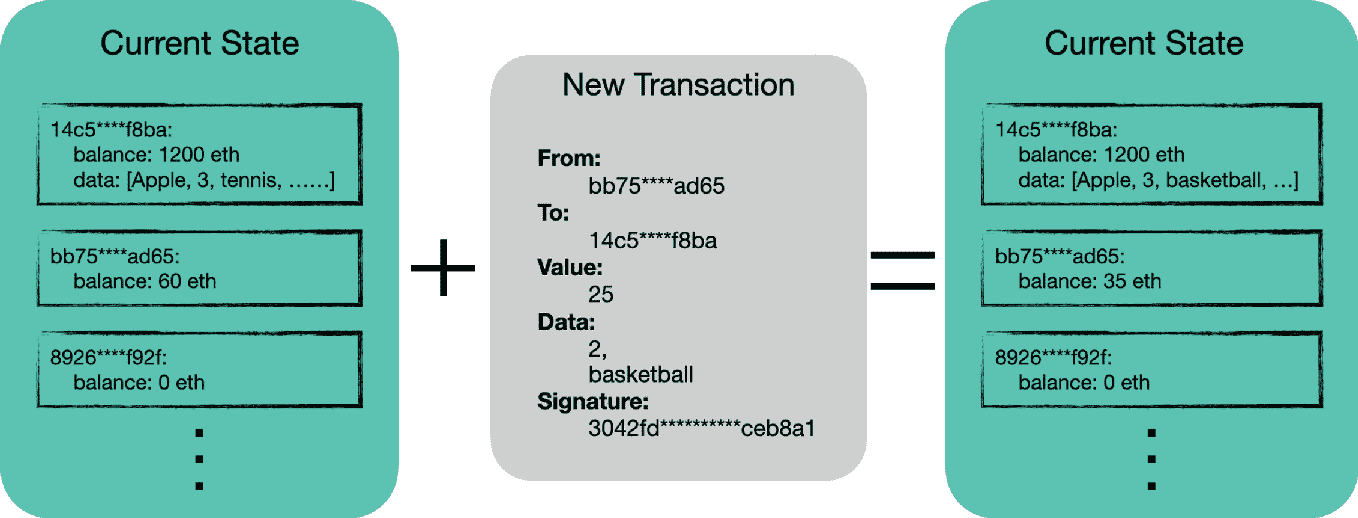 Current State
14c5****f8ba:
balance: 1200 eth
data: [Apple, 3, tennis, ……]
bb75****ad65:
balance: 60 eth
8926****f92f:
balance: 0 eth
+
New Transaction
From:
bb75****ad65
To:
14c5****f8ba
Value:
25
Data:
2,
basketball
Signature:
3042fd**********ceb8a1
=
Current State
14c5****f8ba:
balance: 1200 eth
data: [Apple, 3, basketball, …]
bb75****ad65:
balance: 35 eth
8926****f92f:
balance: 0 eth